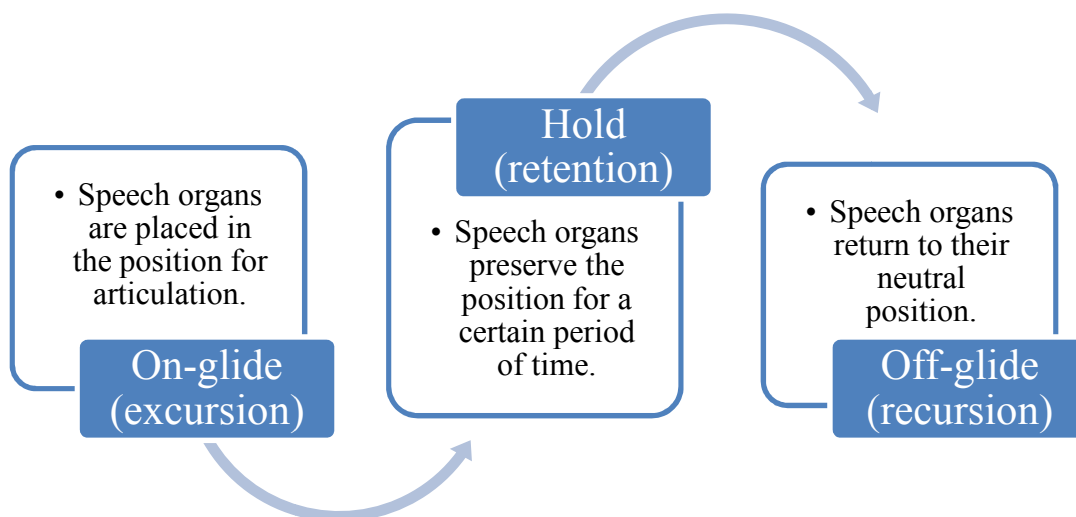 • Speech organs
are placed in
the position for
articulation.
On-glide
(excursion)
Hold
(retention)
• Speech organs
preserve the
position for a
certain period
of time.
• Speech organs
return to their
neutral
position.
Off-glide
(recursion)